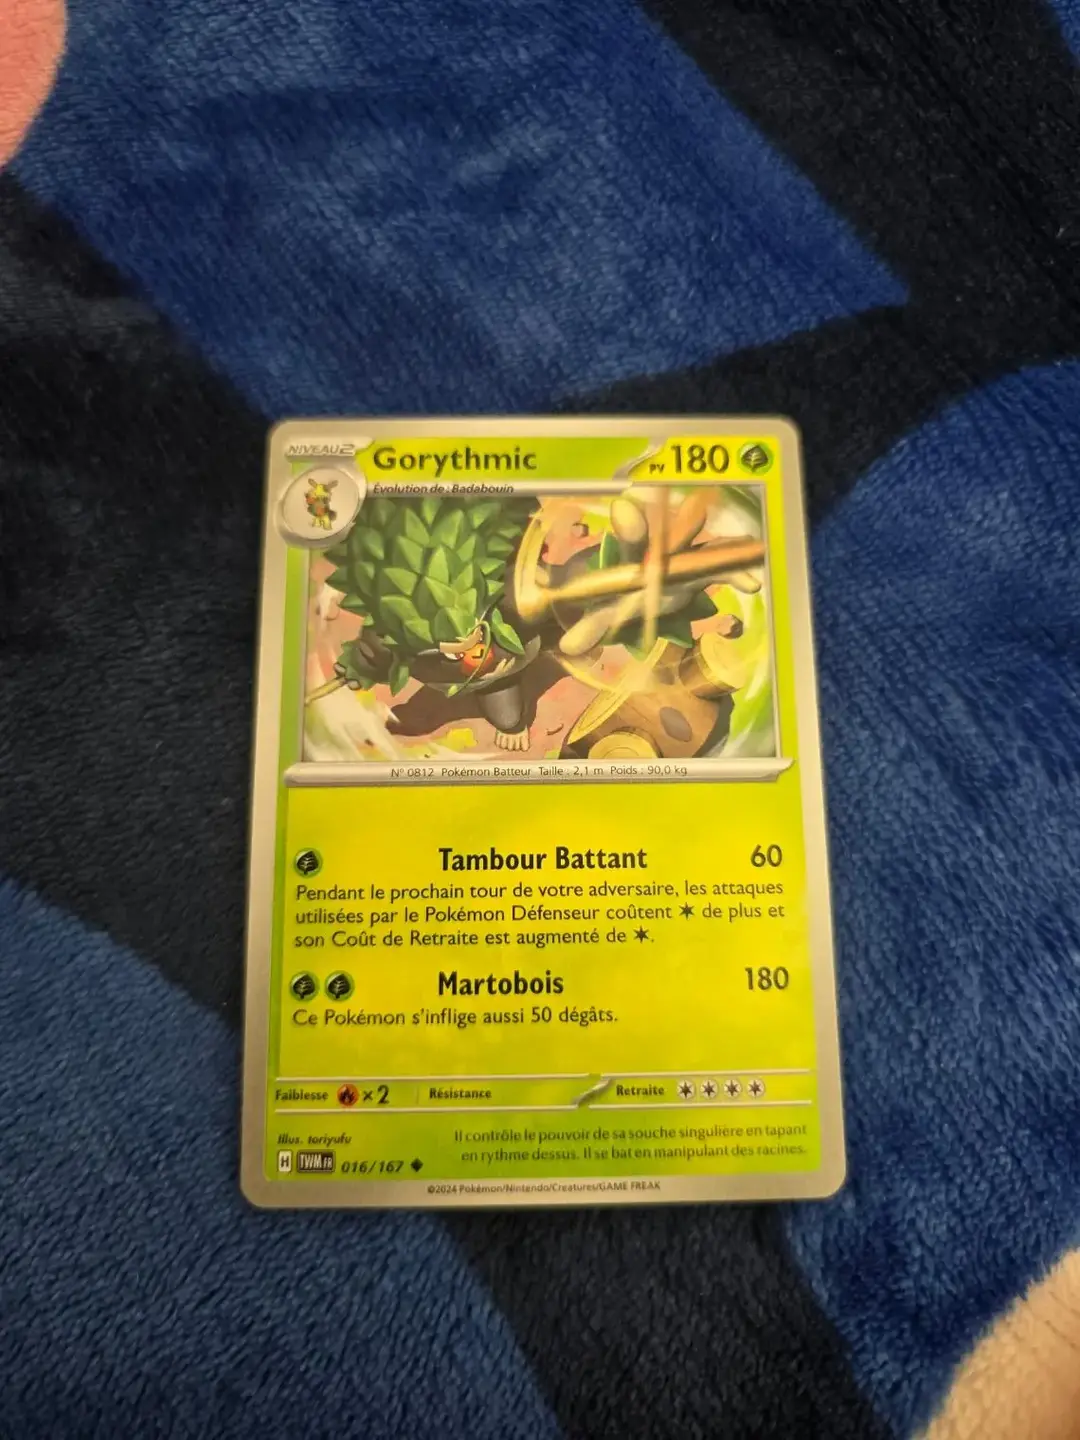 NIVEAU 2
Gorythmic
PV 180
Évolution de : Badabouin
N° 0812 Pokémon Batteur Taille : 2,1 m Poids : 90,0 kg
Tambour Battant 60
Pendant le prochain tour de votre adversaire, les attaques
utilisées par le Pokémon Défenseur coûtent de plus et
son Coût de Retraite est augmenté de .
Martobois 180
Ce Pokémon s'inflige aussi 50 dégâts.
Faiblesse ×2 Résistance Retraite
Illus. toriyufu
Il contrôle le pouvoir de sa souche singulière en tapant
en rythme dessus. Il se bat en manipulant des racines.
H TWM FR 016/167
©2024 Pokémon/Nintendo/Creatures/GAME FREAK